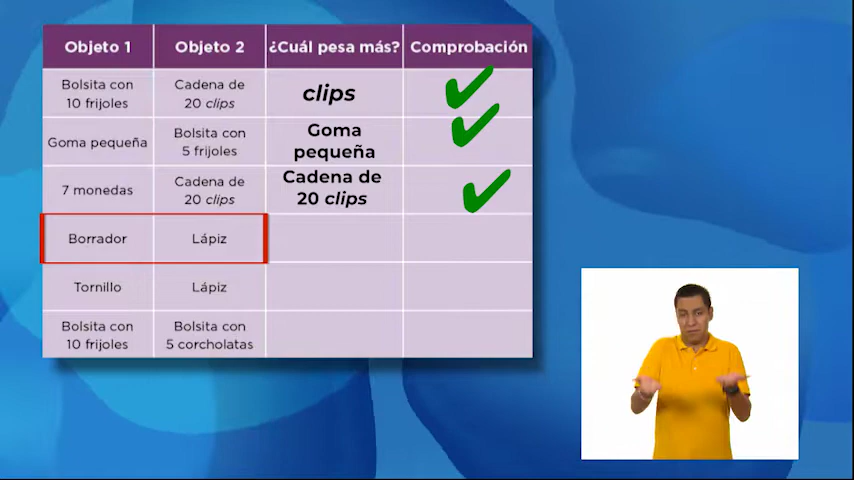 Objeto 1
Objeto 2
¿Cuál pesa más?
Comprobación
Bolsita con
10 frijoles
Cadena de
20 clips
clips
Goma pequeña
Bolsita con
5 frijoles
Goma
pequeña
7 monedas
Cadena de
20 clips
Cadena de
20 clips
Borrador
Lápiz
Tornillo
Lápiz
Bolsita con
10 frijoles
Bolsita con
5 corcholatas